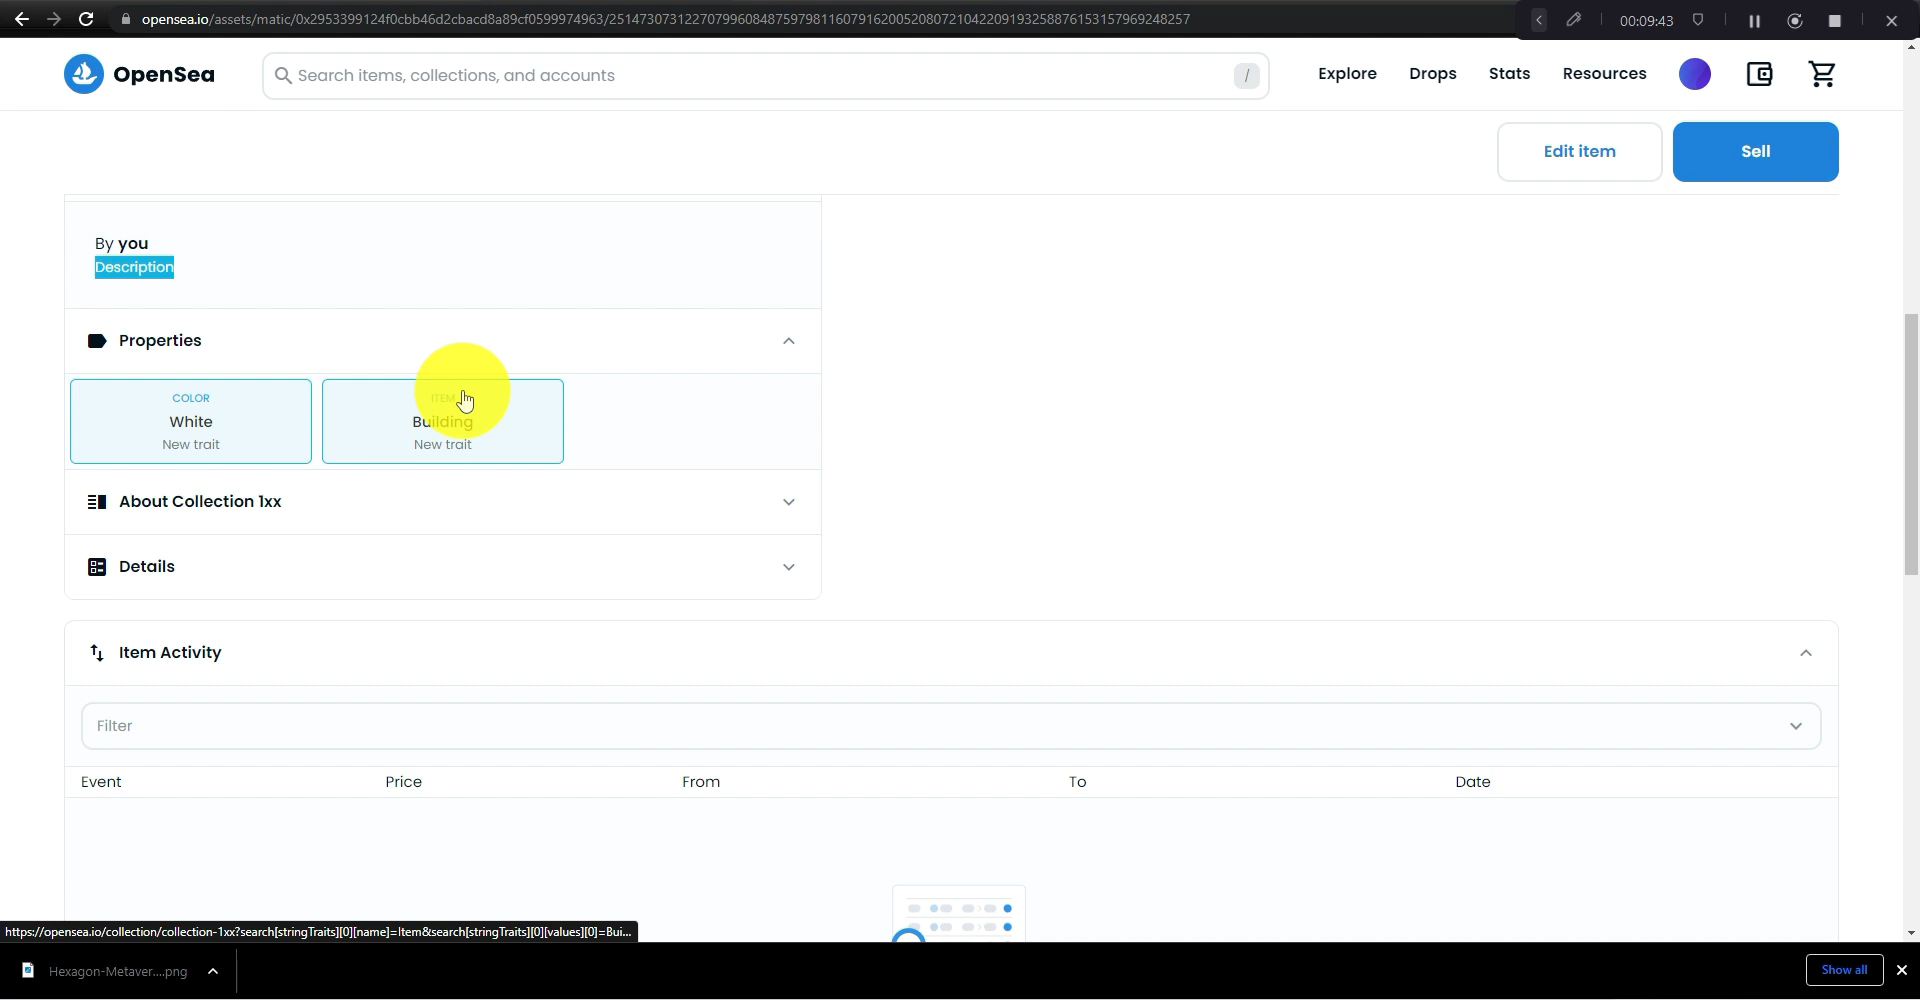 opensea.io/assets/matic/0x2953399124f0cbb46d2cbacd8a89cf0599974963/25147307312270799608487597981160791620052080721042209193258876153157969248257
00:09:43
OpenSea
Search items, collections, and accounts
/
Explore
Drops
Stats
Resources
Edit item
Sell
By you
Description
Properties
COLOR
White
New trait
ITEM
Building
New trait
About Collection 1xx
Details
Item Activity
Filter
Event
Price
From
To
Date
https://opensea.io/collection/collection-1xx?search[stringTraits][0][name]=Item&search[stringTraits][0][values][0]=Bui...
Hexagon-Metaver....png
Show all